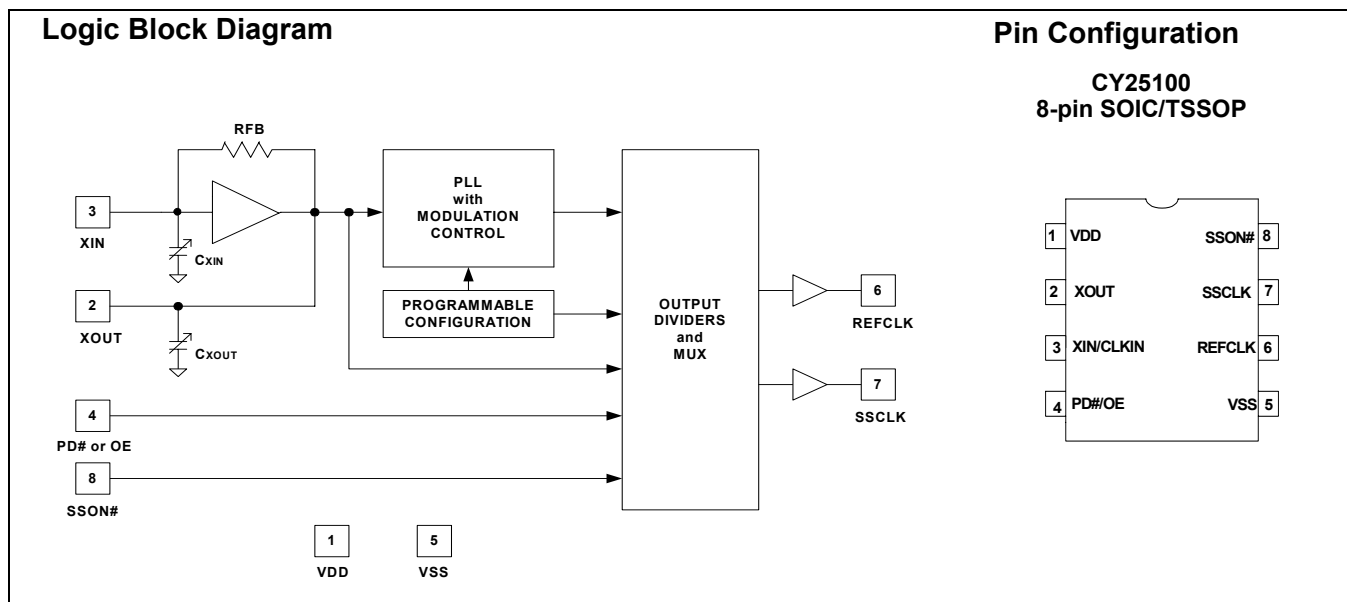 Logic Block Diagram
Pin Configuration
CY25100
8-pin SOIC/TSSOP
RFB
3
XIN
CXIN
2
XOUT
CXOUT
PLL
with
MODULATION
CONTROL
PROGRAMMABLE
CONFIGURATION
OUTPUT
DIVIDERS
and
MUX
6
REFCLK
7
SSCLK
4
PD# or OE
8
SSON#
1
VDD
5
VSS
1 VDD
SSON# 8
2 XOUT
SSCLK 7
3 XIN/CLKIN
REFCLK 6
4 PD#/OE
VSS 5